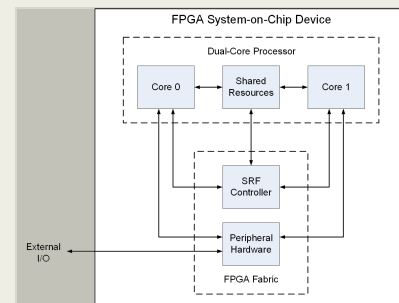 FPGA System-on-Chip Device
Dual-Core Processor
Core 0
Shared
Resources
Core 1
SRF
Controller
Peripheral
Hardware
External
I/O
FPGA Fabric